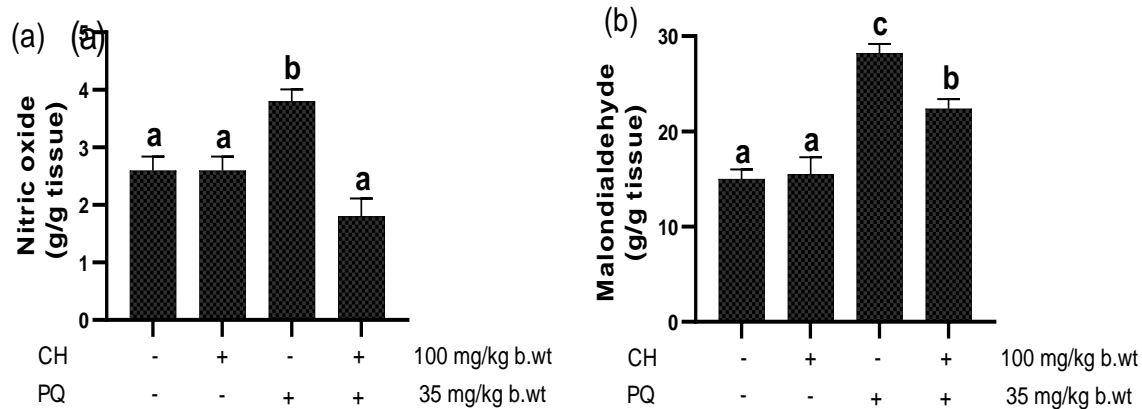 (a) (a)
Nitric oxide
(g/g tissue)
5
4
3
2
1
0
a a b a
CH - + - + 100 mg/kg b.wt
PQ - - + + 35 mg/kg b.wt
(b)
Malondialdehyde
(g/g tissue)
30
20
10
0
a a c b
CH - + - + 100 mg/kg b.wt
PQ - - + + 35 mg/kg b.wt